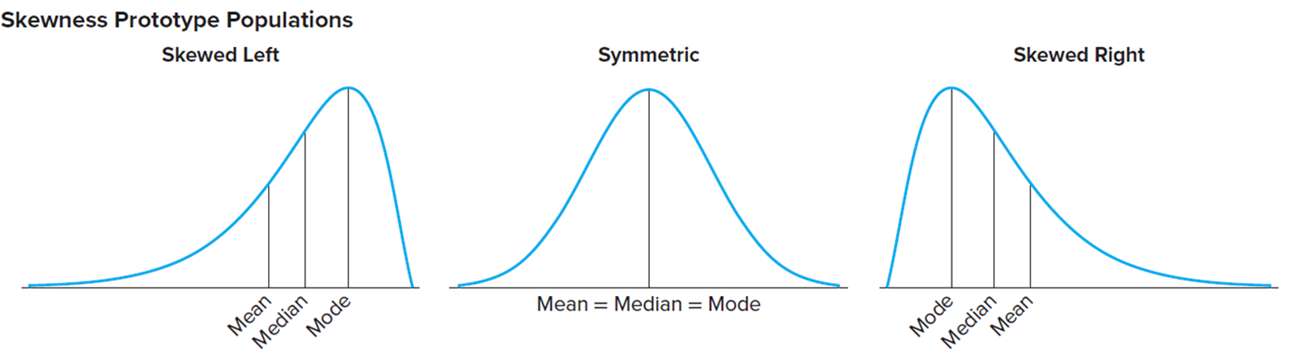 Skewness Prototype Populations
Skewed Left
Symmetric
Skewed Right
Mean
Median
Mode
Mean = Median = Mode
Mode
Median
Mean